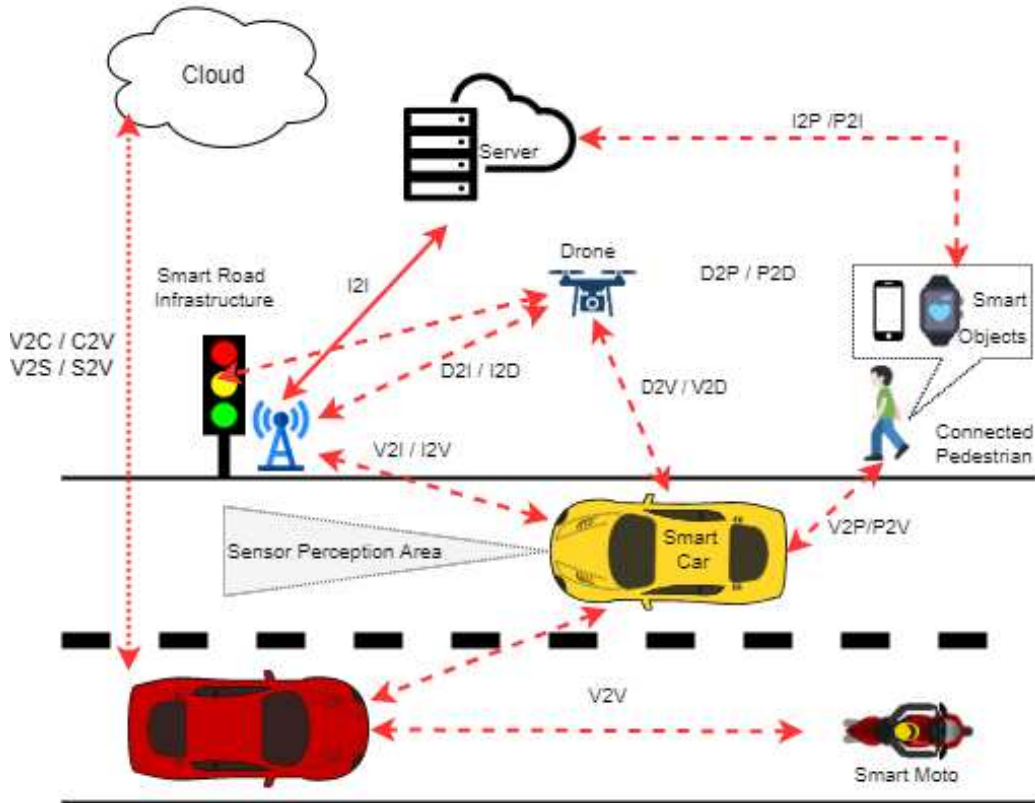 Cloud
I2P /P2I
Server
Drone
Smart Road
Infrastructure
I2I
D2P / P2D
Smart
Objects
V2C / C2V
V2S / S2V
D2I / I2D
D2V / V2D
Connected
Pedestrian
V2I / I2V
V2P/P2V
Sensor Perception Area
Smart
Car
V2V
Smart Moto